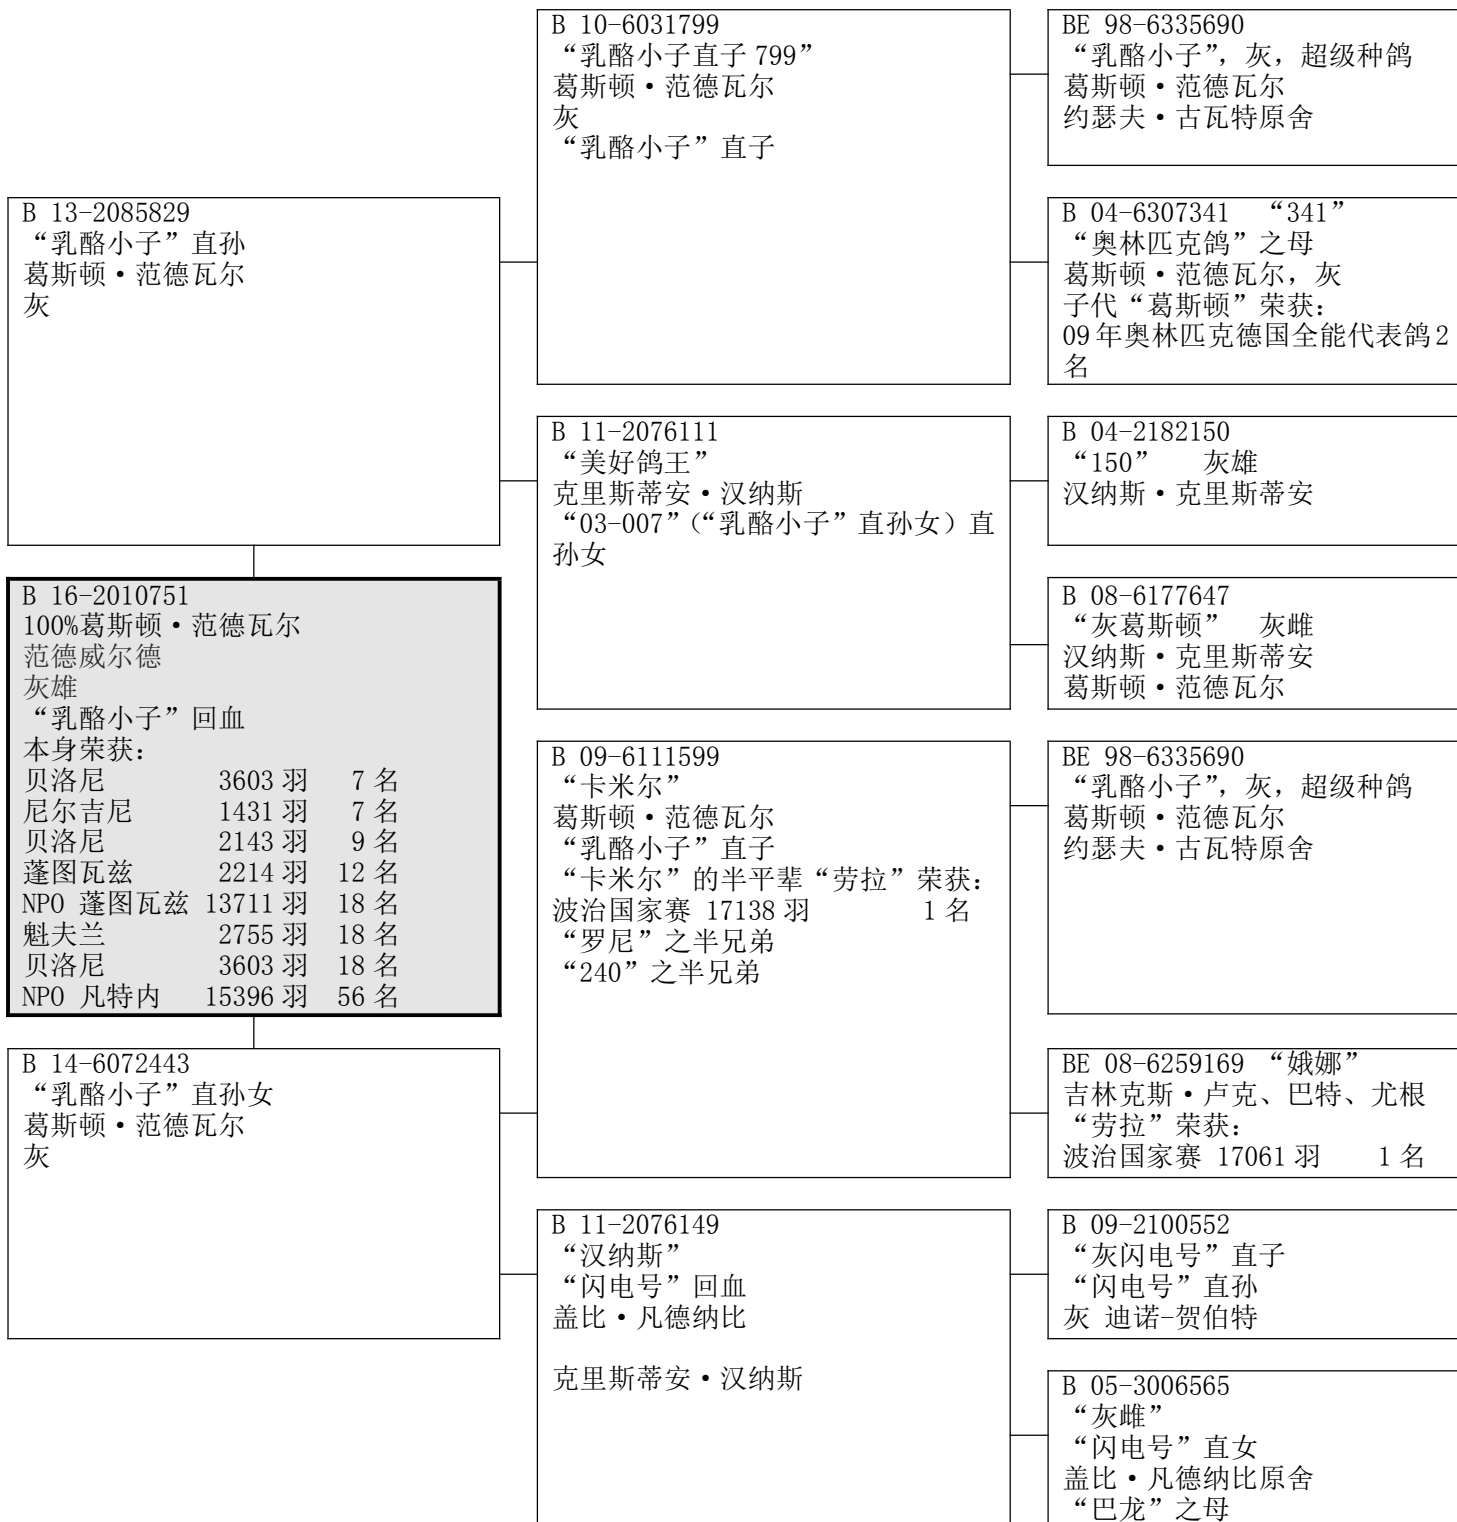 B 13-2085829
“乳酪小子”直孙
葛斯顿·范德瓦尔
灰
B 16-2010751
100%葛斯顿·范德瓦尔
范德威尔德
灰雄
“乳酪小子”回血
本身荣获：
贝洛尼 3603羽 7名
尼尔吉尼 1431羽 7名
贝洛尼 2143羽 9名
蓬图瓦兹 2214羽 12名
NPO 蓬图瓦兹 13711羽 18名
魁夫兰 2755羽 18名
贝洛尼 3603羽 18名
NPO 凡特内 15396羽 56名
B 14-6072443
“乳酪小子”直孙女
葛斯顿·范德瓦尔
灰
B 10-6031799
“乳酪小子直子799”
葛斯顿·范德瓦尔
灰
“乳酪小子”直子
B 11-2076111
“美好鸽王”
克里斯蒂安·汉纳斯
“03-007”（“乳酪小子”直孙女）直
孙女
B 09-6111599
“卡米尔”
葛斯顿·范德瓦尔
“乳酪小子”直子
“卡米尔”的半平辈“劳拉”荣获：
波治国家赛 17138羽 1名
“罗尼”之半兄弟
“240”之半兄弟
B 11-2076149
“汉纳斯”
“闪电号”回血
盖比·凡德纳比
克里斯蒂安·汉纳斯
BE 98-6335690
“乳酪小子”，灰，超级种鸽
葛斯顿·范德瓦尔
约瑟夫·古瓦特原舍
B 04-6307341 “341”
“奥林匹克鸽”之母
葛斯顿·范德瓦尔，灰
子代“葛斯顿”荣获：
09年奥林匹克德国全能代表鸽2
名
B 04-2182150
“150” 灰雄
汉纳斯·克里斯蒂安
B 08-6177647
“灰葛斯顿” 灰雌
汉纳斯·克里斯蒂安
葛斯顿·范德瓦尔
BE 98-6335690
“乳酪小子”，灰，超级种鸽
葛斯顿·范德瓦尔
约瑟夫·古瓦特原舍
BE 08-6259169 “娥娜”
吉林克斯·卢克、巴特、尤根
“劳拉”荣获：
波治国家赛 17061羽 1名
B 09-2100552
“灰闪电号”直子
“闪电号”直孙
灰 迪诺-贺伯特
B 05-3006565
“灰雌”
“闪电号”直女
盖比·凡德纳比原舍
“巴龙”之母